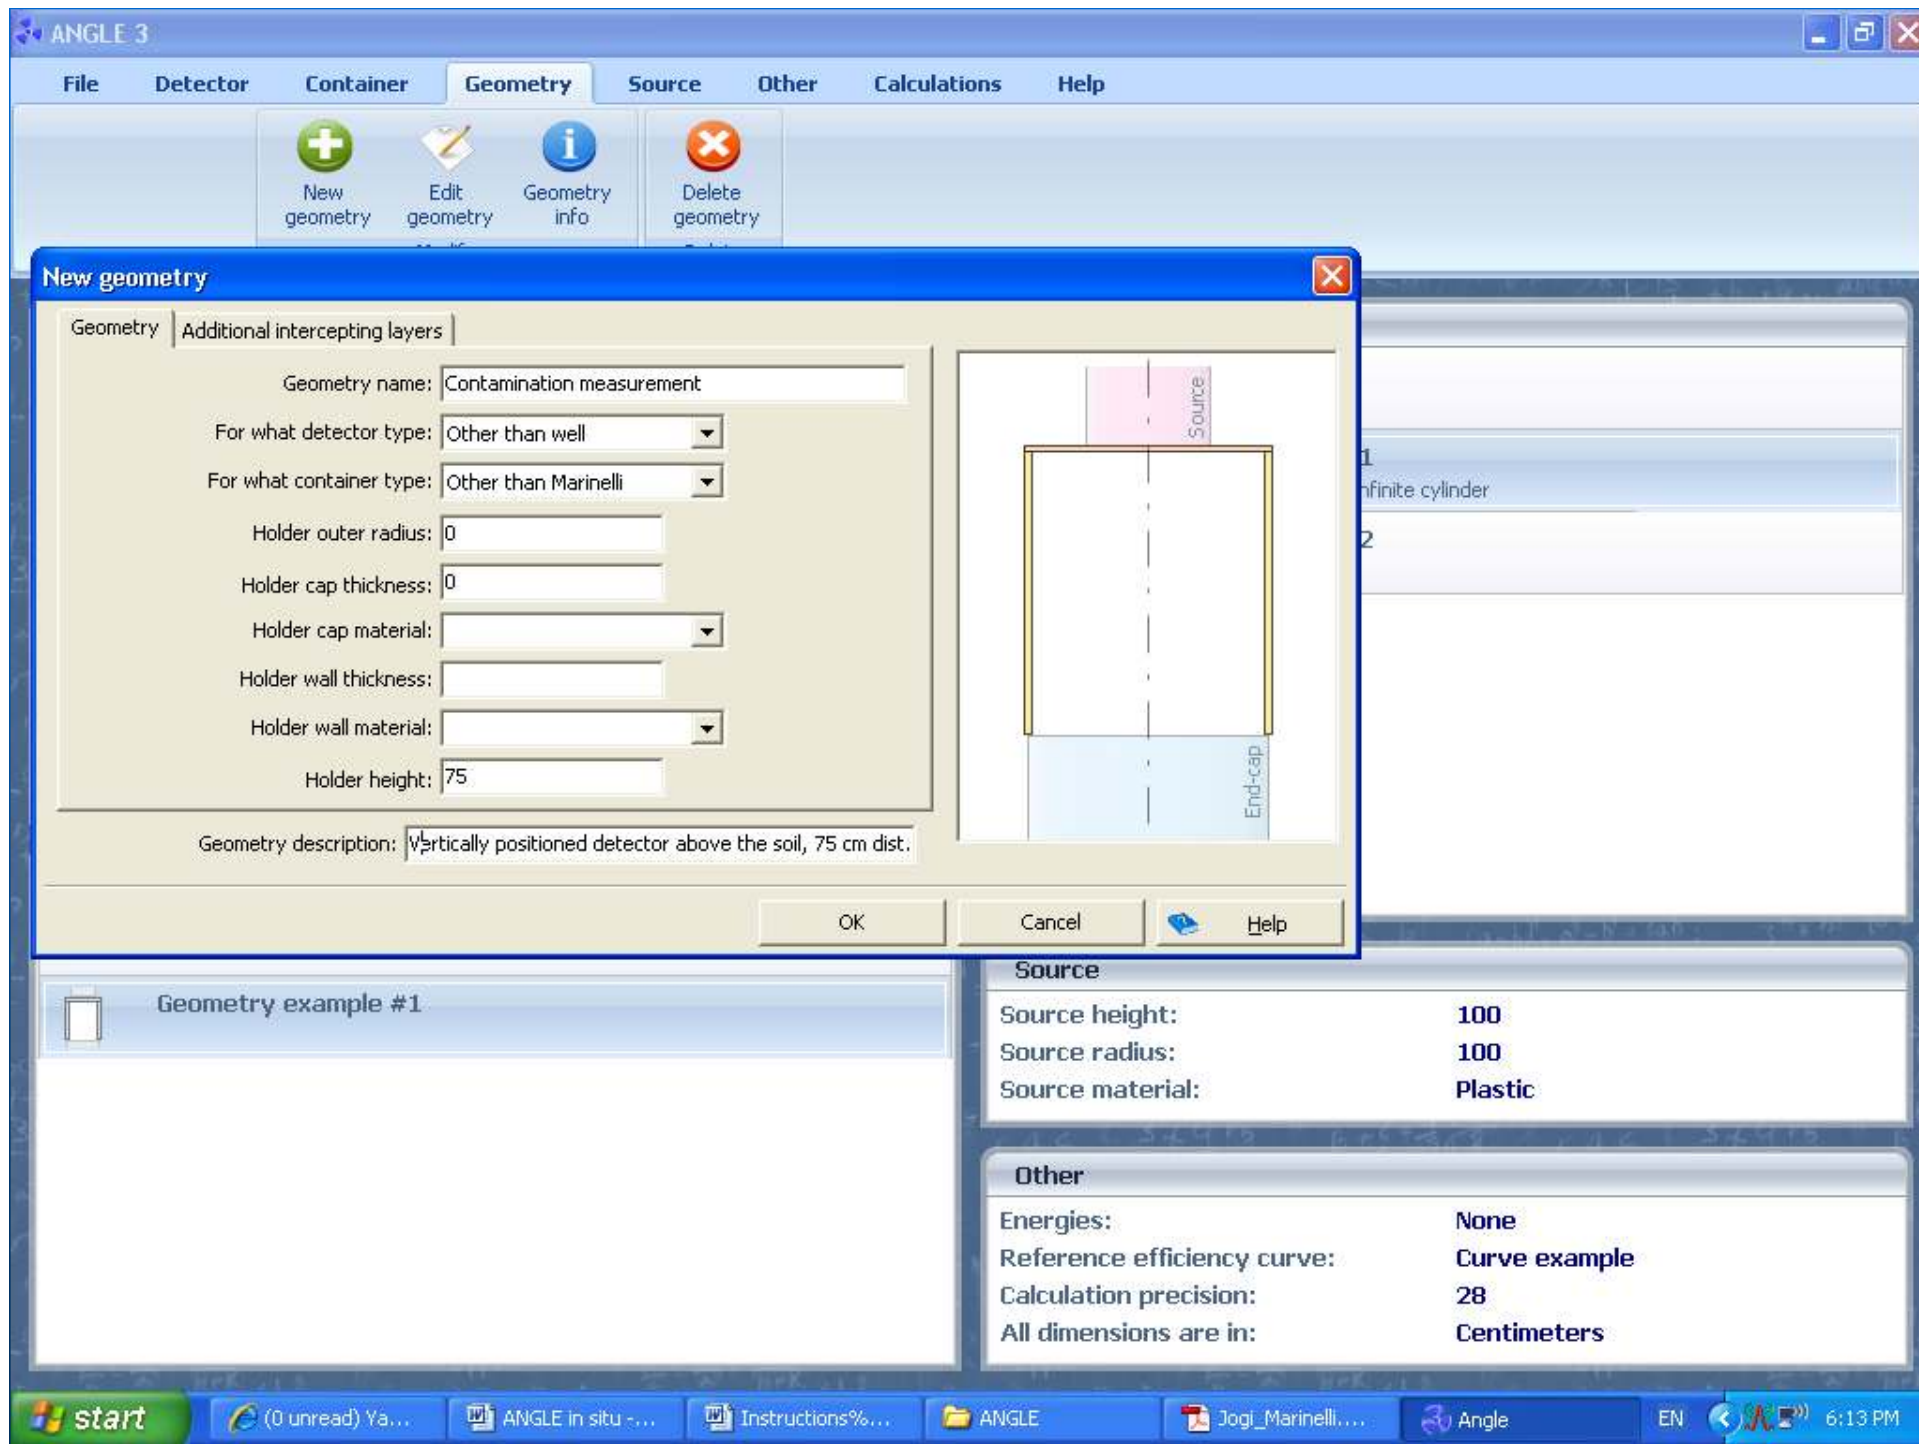 ANGLE 3
File Detector Container Geometry Source Other Calculations Help
New geometry
Edit geometry
Geometry info
Delete geometry
New geometry
Geometry Additional intercepting layers
Geometry name: Contamination measurement
For what detector type: Other than well
For what container type: Other than Marinelli
Holder outer radius: 0
Holder cap thickness: 0
Holder cap material:
Holder wall thickness:
Holder wall material:
Holder height: 75
Geometry description: Vertically positioned detector above the soil, 75 cm dist.
Source
End-cap
OK Cancel Help
1
nfinite cylinder
2
Geometry example #1
Source
Source height: 100
Source radius: 100
Source material: Plastic
Other
Energies: None
Reference efficiency curve: Curve example
Calculation precision: 28
All dimensions are in: Centimeters
start (0 unread) Ya... ANGLE in situ -... Instructions%... ANGLE Jogi_Marinelli.... Angle EN 6:13 PM